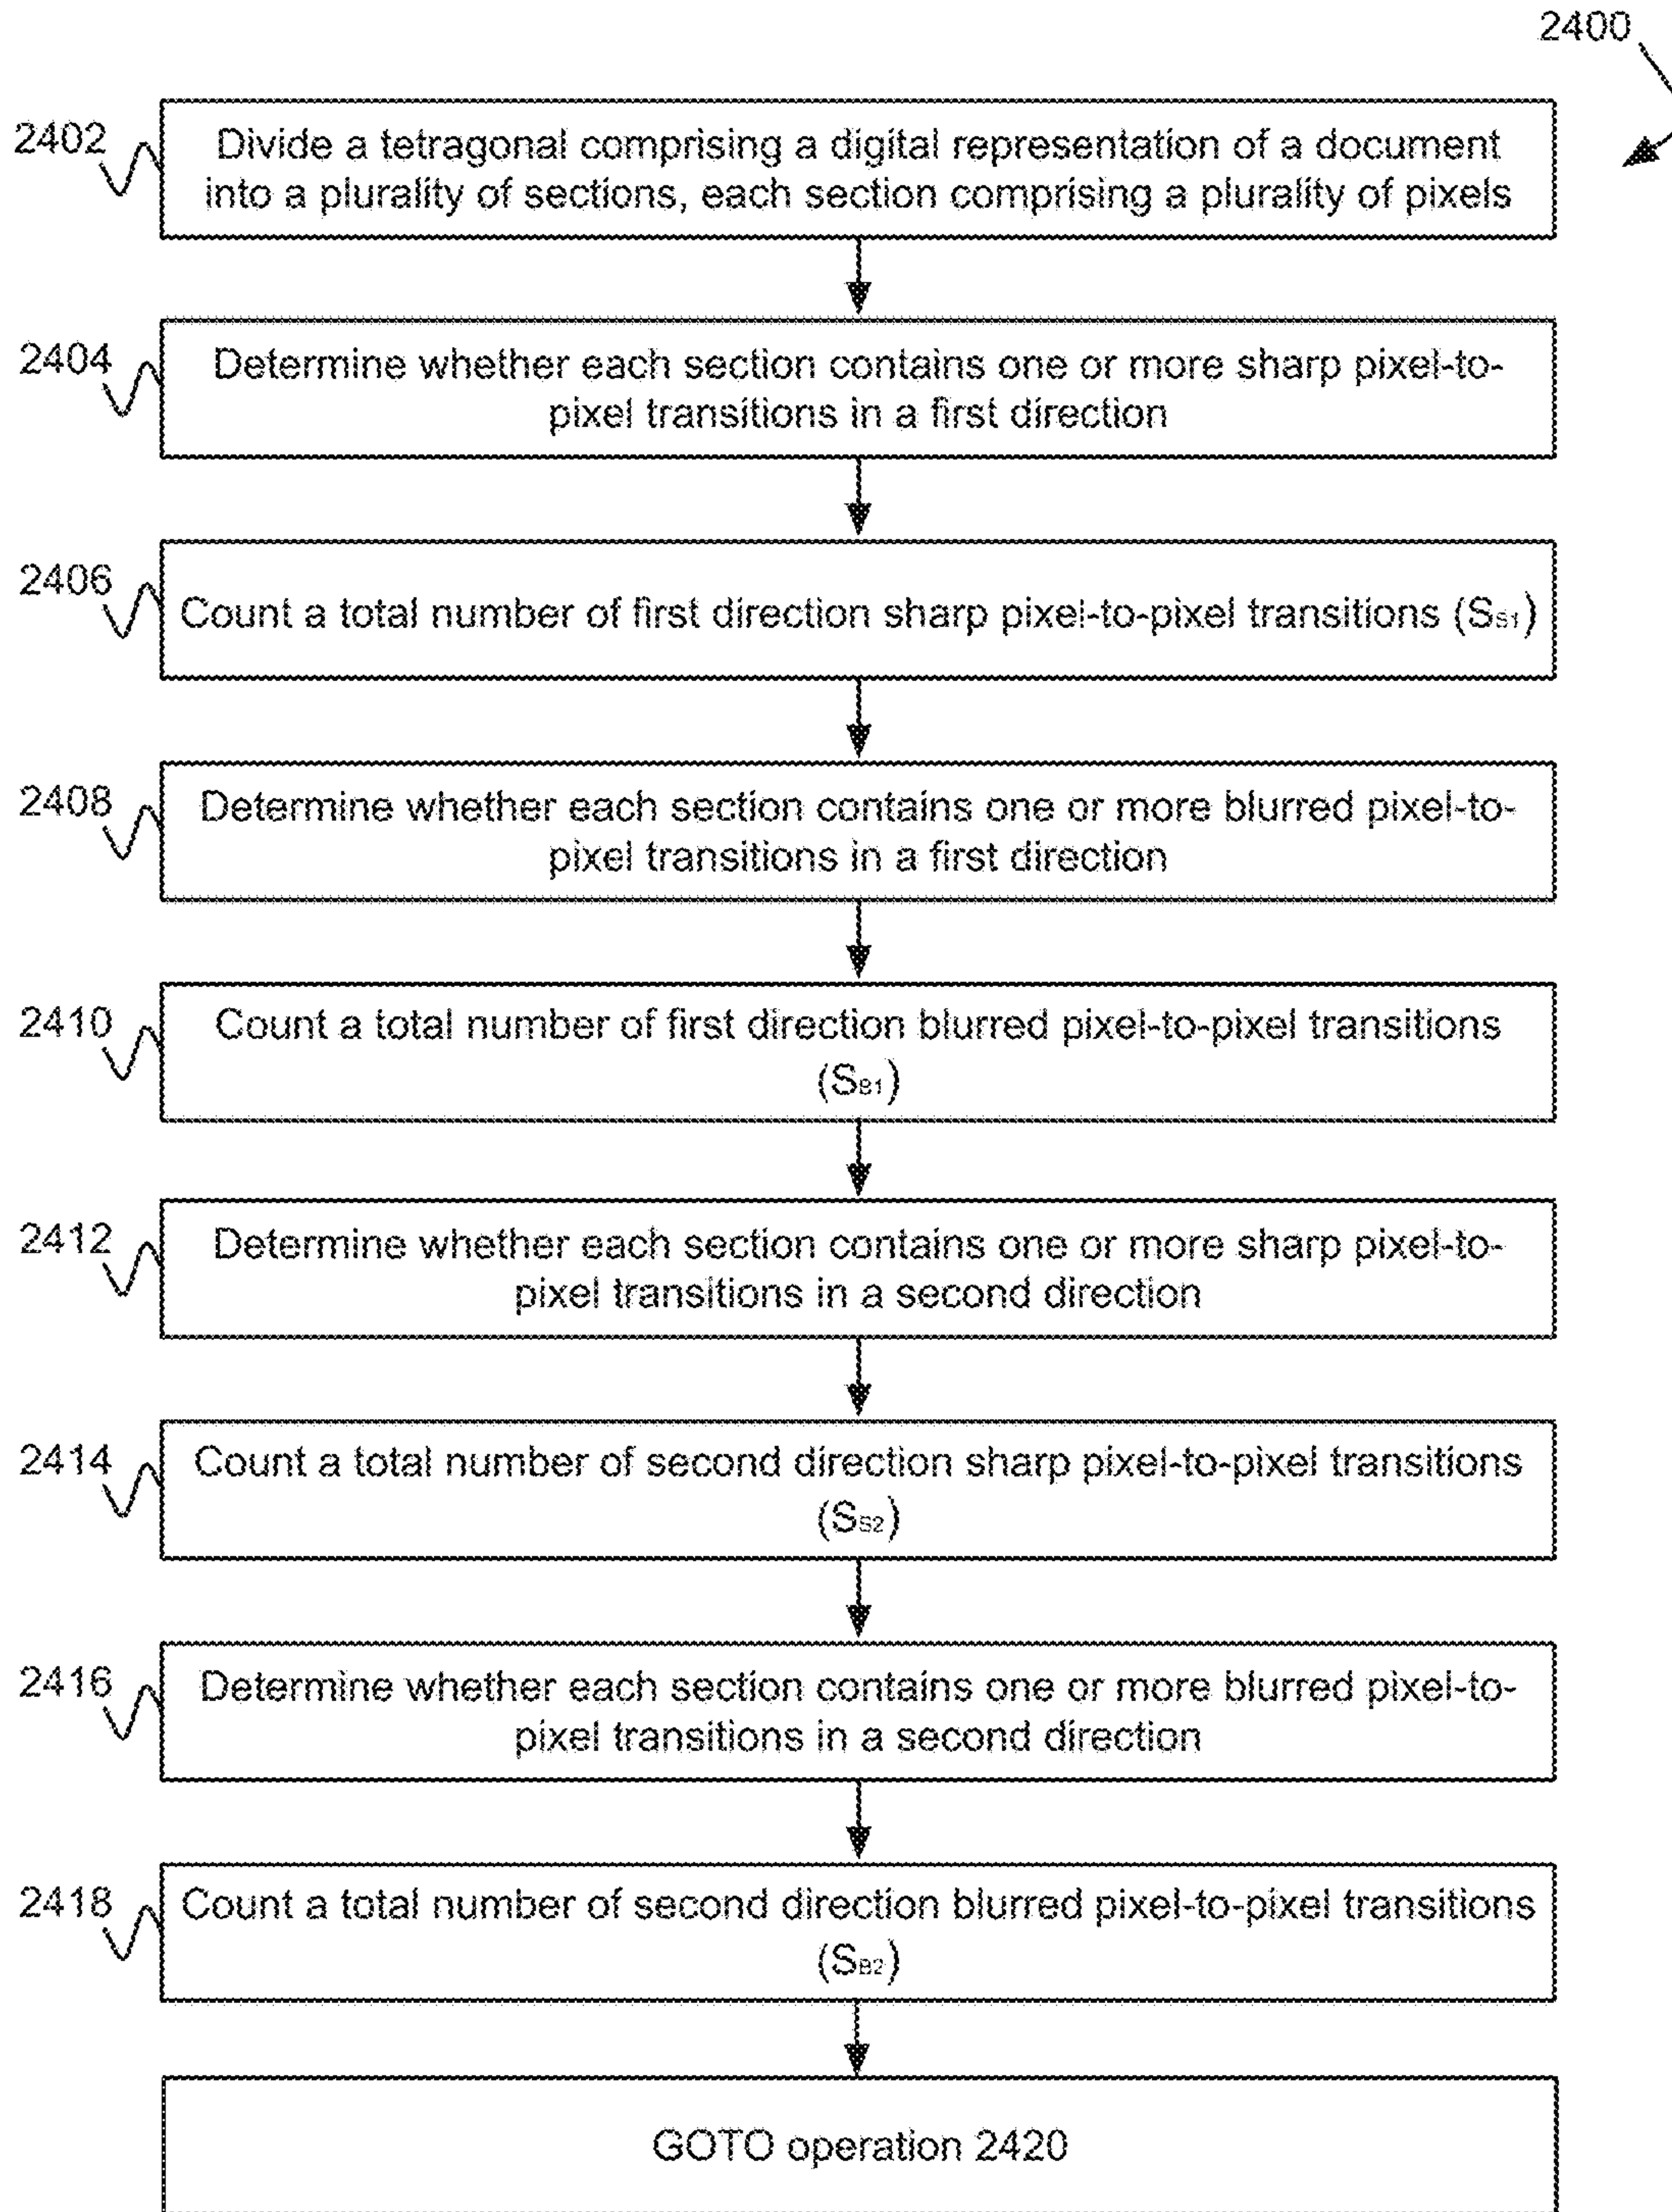 2400
2402
Divide a tetragonal comprising a digital representation of a document
into a plurality of sections, each section comprising a plurality of pixels
2404
Determine whether each section contains one or more sharp pixel-to-
pixel transitions in a first direction
2406
Count a total number of first direction sharp pixel-to-pixel transitions (SS1)
2408
Determine whether each section contains one or more blurred pixel-to-
pixel transitions in a first direction
2410
Count a total number of first direction blurred pixel-to-pixel transitions
(SB1)
2412
Determine whether each section contains one or more sharp pixel-to-
pixel transitions in a second direction
2414
Count a total number of second direction sharp pixel-to-pixel transitions
(SS2)
2416
Determine whether each section contains one or more blurred pixel-to-
pixel transitions in a second direction
2418
Count a total number of second direction blurred pixel-to-pixel transitions
(SB2)
GOTO operation 2420